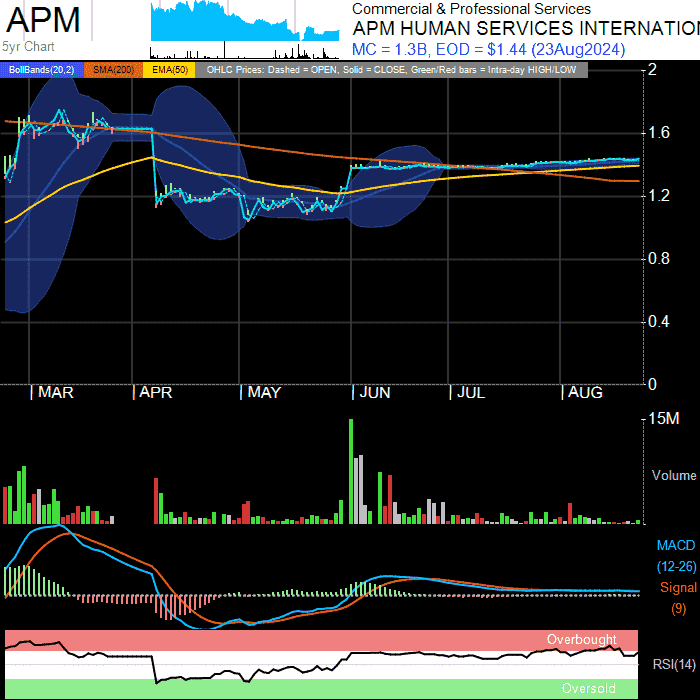 APM
5yr Chart
Commercial & Professional Services
APM HUMAN SERVICES INTERNATIO
MC = 1.3B, EOD = $1.44 (23Aug2024)
BollBands(20,2) SMA(200) EMA(50) OHLC Prices: Dashed = OPEN, Solid = CLOSE, Green/Red bars = Intra-day HIGH/LOW
2
1.6
1.2
0.8
0.4
0
MAR APR MAY JUN JUL AUG
15M
Volume
MACD
(12-26)
Signal
(9)
Overbought
RSI(14)
Oversold